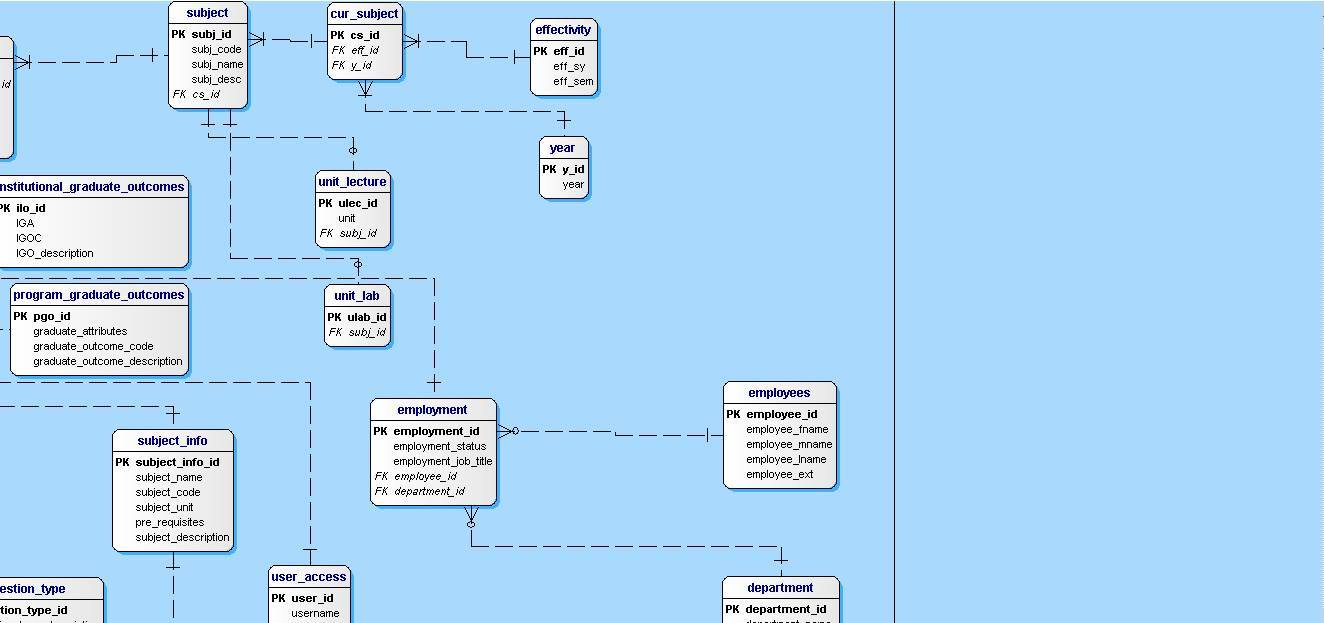 subject
PK subj_id
subj_code
subj_name
subj_desc
FK cs_id
cur_subject
PK cs_id
FK eff_id
FK y_id
effectivity
PK eff_id
eff_sy
eff_sem
id
year
PK y_id
year
unit_lecture
PK ulec_id
unit
FK subj_id
nstitutional_graduate_outcomes
PK ilo_id
IGA
IGOC
IGO_description
program_graduate_outcomes
PK pgo_id
graduate_attributes
graduate_outcome_code
graduate_outcome_description
unit_lab
PK ulab_id
FK subj_id
employment
PK employment_id
employment_status
employment_job_title
FK employee_id
FK department_id
employees
PK employee_id
employee_fname
employee_mname
employee_lname
employee_ext
subject_info
PK subject_info_id
subject_name
subject_code
subject_unit
pre_requisites
subject_description
estion_type
tion_type_id
user_access
PK user_id
username
department
PK department_id